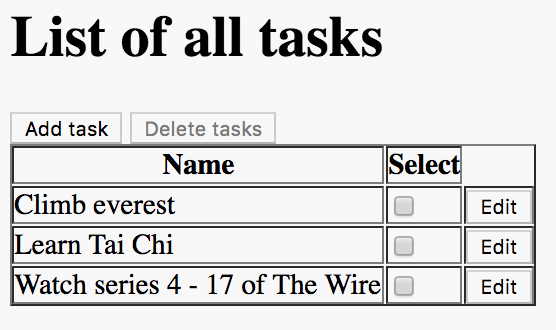 List of all tasks
Add task Delete tasks
Name Select
Climb everest Edit
Learn Tai Chi Edit
Watch series 4 - 17 of The Wire Edit